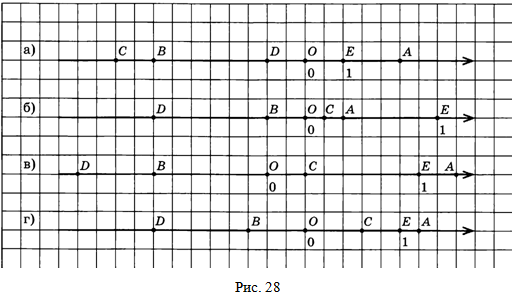 а) C B D O E A
0 1
б) D B O C A E
0 1
в) D B O C E A
0 1
г) D B O C E A
0 1
Рис. 28